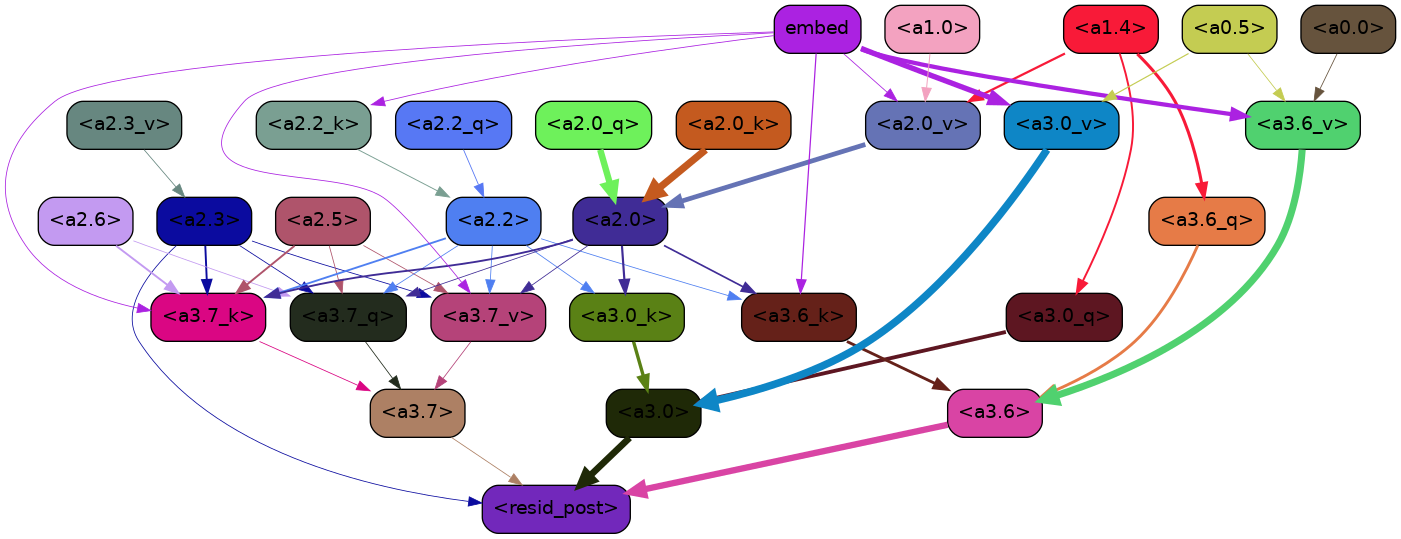 embed
<a1.0>
<a1.4>
<a0.5>
<a0.0>
<a2.3_v>
<a2.2_k>
<a2.2_q>
<a2.0_q>
<a2.0_k>
<a2.0_v>
<a3.0_v>
<a3.6_v>
<a2.6>
<a2.3>
<a2.5>
<a2.2>
<a2.0>
<a3.6_q>
<a3.7_k>
<a3.7_q>
<a3.7_v>
<a3.0_k>
<a3.6_k>
<a3.0_q>
<a3.7>
<a3.0>
<a3.6>
<resid_post>